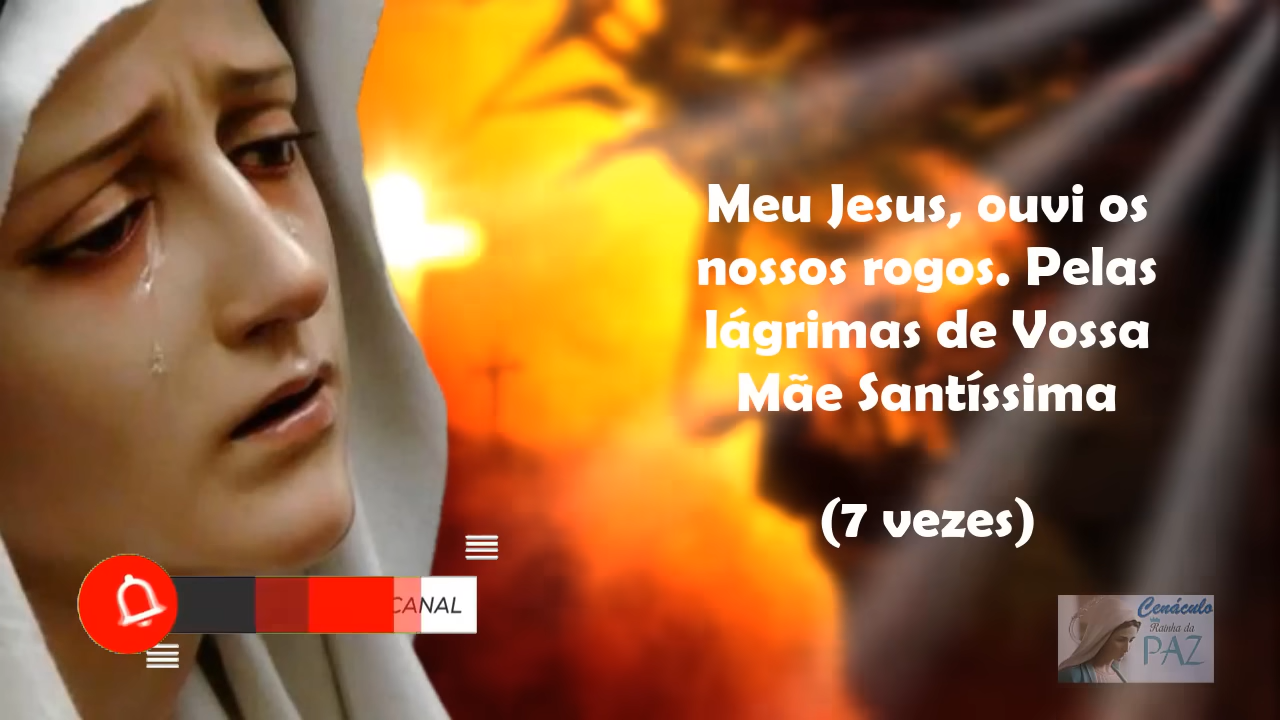 Meu Jesus, ouvi os
nossos rogos. Pelas
lágrimas de Vossa
Mãe Santíssima
(7 vezes)
CANAL
Cenáculo
Rainha da
PAZ